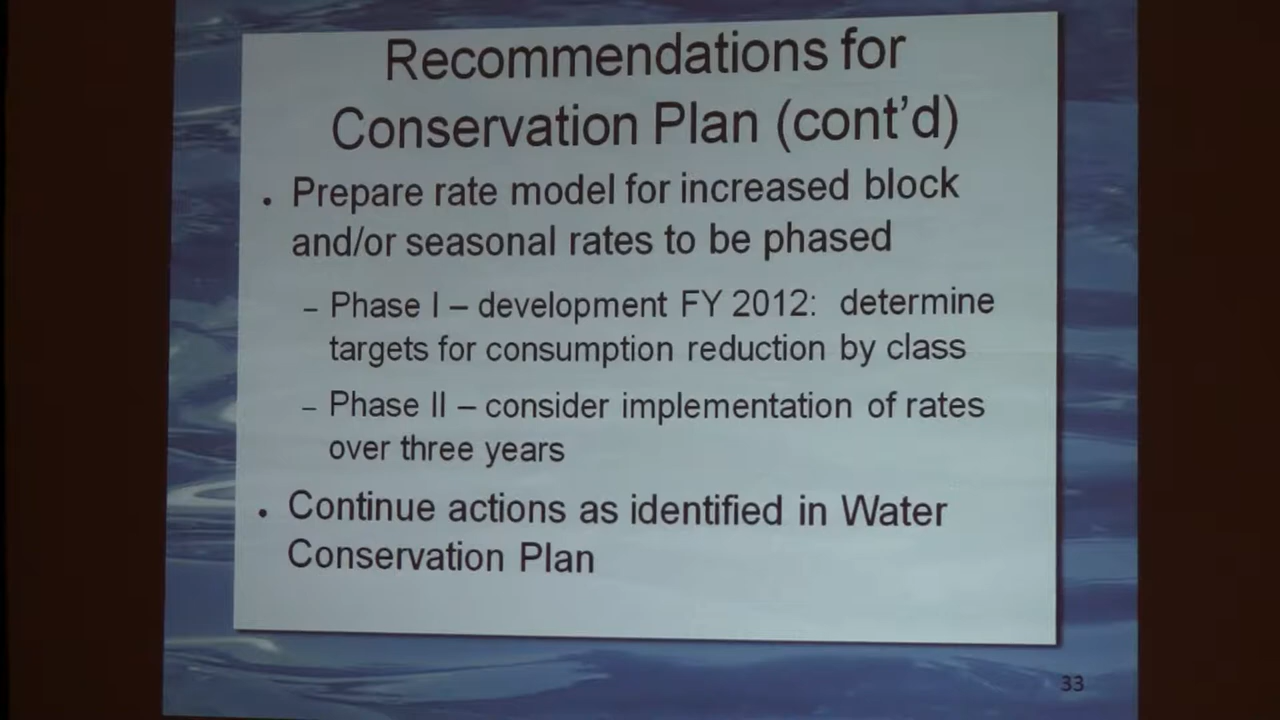 Recommendations for
Conservation Plan (cont’d)
• Prepare rate model for increased block
and/or seasonal rates to be phased
– Phase I – development FY 2012: determine
targets for consumption reduction by class
– Phase II – consider implementation of rates
over three years
• Continue actions as identified in Water
Conservation Plan
33